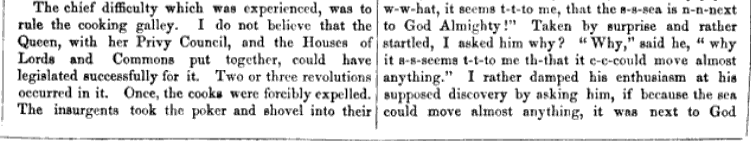 The chief difficulty which was experienced, was to
rule the cooking galley. I do not believe that the
Queen, with her Privy Council, and the Houses of
Lords and Commons put together, could have
legislated successfully for it. Two or three revolutions
occurred in it. Once, the cooks were forcibly expelled.
The insurgents took the poker and shovel into their
w-w-hat, it seems t-t-to me, that the s-s-sea is n-n-next
to God Almighty!" Taken by surprise and rather
startled, I asked him why? "Why," said he, "why
it s-s-seems t-t-to me th-that it c-c-could move almost
anything." I rather damped his enthusiasm at his
supposed discovery by asking him, if because the sea
could move almost anything, it was next to God